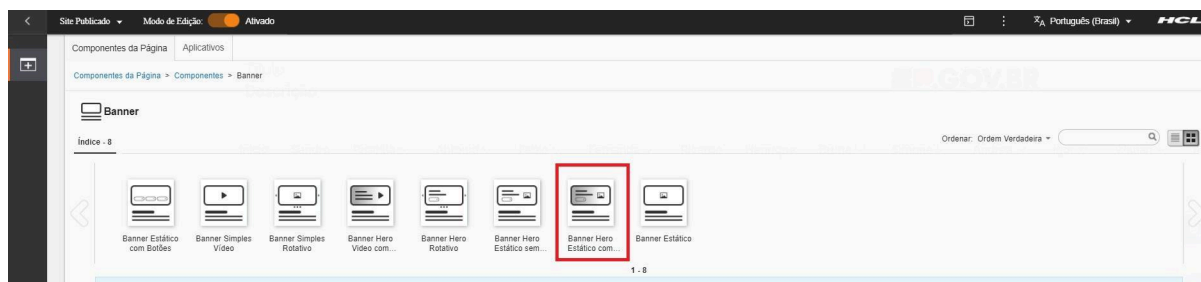 Site Publicado Modo de Edição: Ativado Português (Brasil) HCL
Componentes da Página Aplicativos
Componentes da Página > Componentes > Banner
Banner
Índice - 8 Ordenar: Ordem Verdadeira
Banner Estático Banner Simples Banner Simples Banner Hero Banner Hero Banner Hero Banner Hero Banner Estático
com Botões Vídeo Rotativo Video com... Rotativo Estático sem... Estático com...
1 - 8